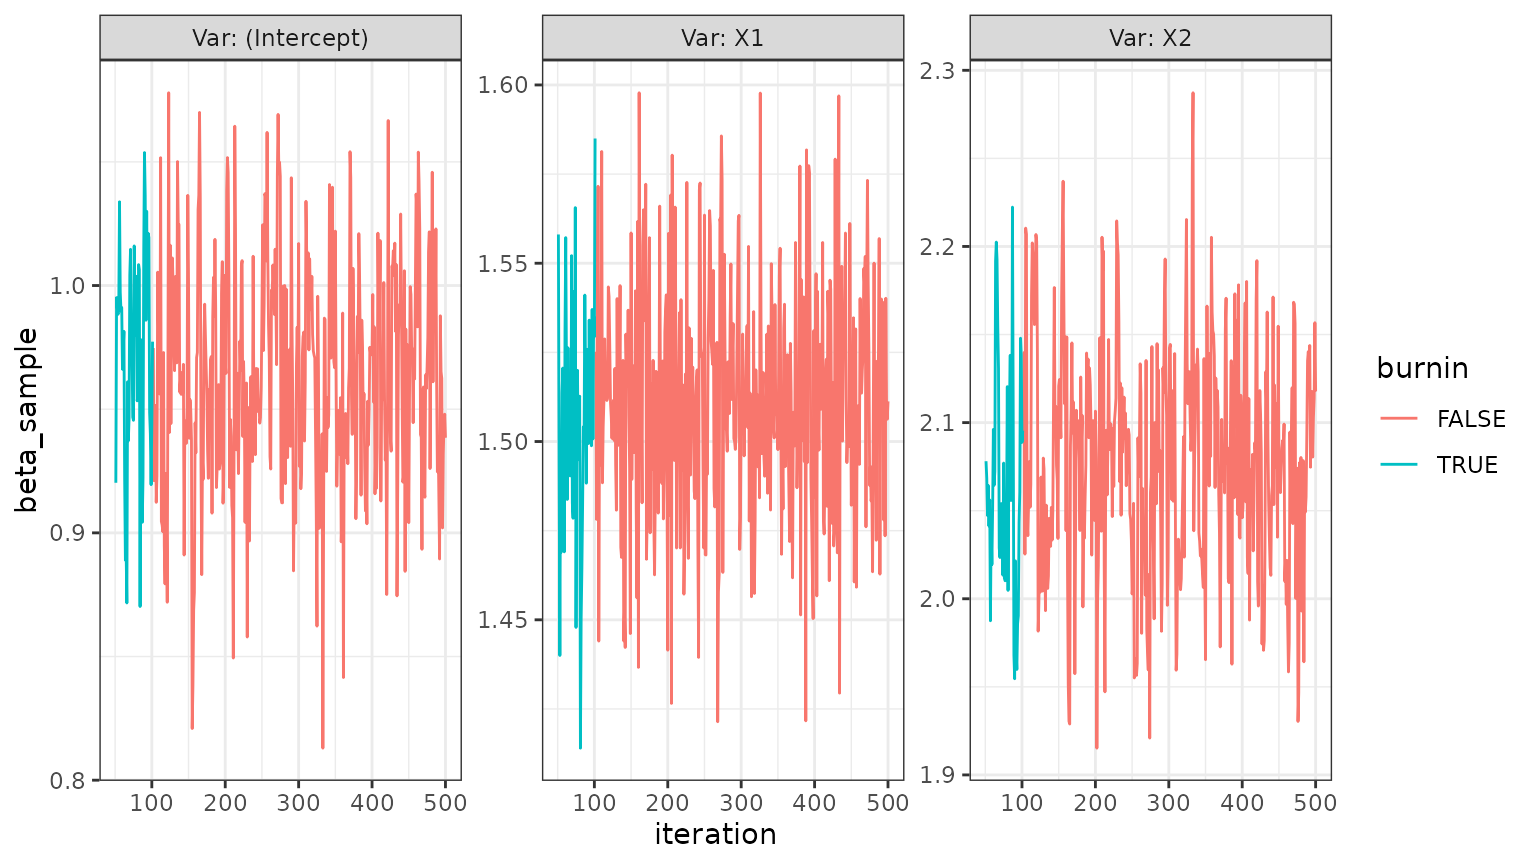 Var: (Intercept)
Var: X1
Var: X2
beta_sample
1.0
0.9
0.8
1.60
1.55
1.50
1.45
2.3
2.2
2.1
2.0
1.9
100 200 300 400 500
100 200 300 400 500
100 200 300 400 500
iteration
burnin
FALSE
TRUE